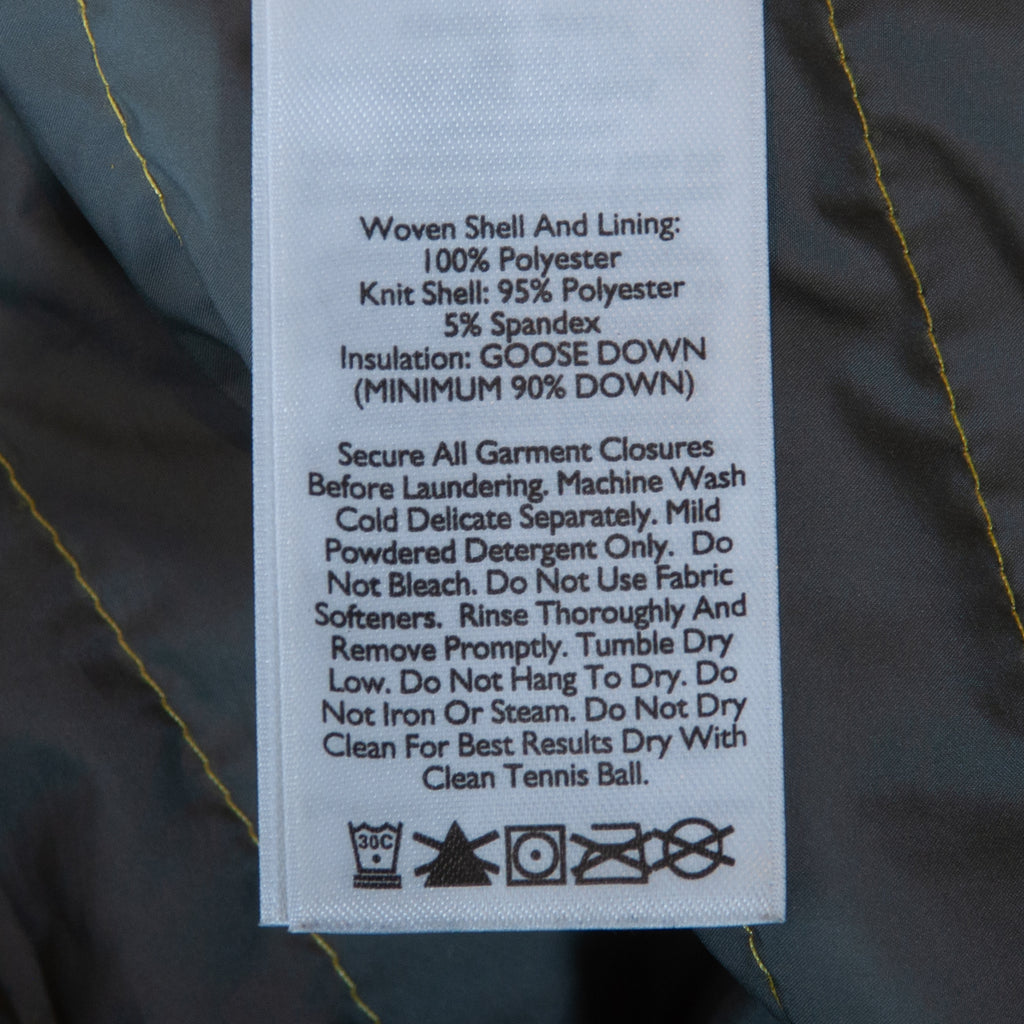 Woven Shell And Lining:
100% Polyester
Knit Shell: 95% Polyester
5% Spandex
Insulation: GOOSE DOWN
(MINIMUM 90% DOWN)
Secure All Garment Closures
Before Laundering. Machine Wash
Cold Delicate Separately. Mild
Powdered Detergent Only. Do
Not Bleach. Do Not Use Fabric
Softeners. Rinse Thoroughly And
Remove Promptly. Tumble Dry
Low. Do Not Hang To Dry. Do
Not Iron Or Steam. Do Not Dry
Clean For Best Results Dry With
Clean Tennis Ball.
30C